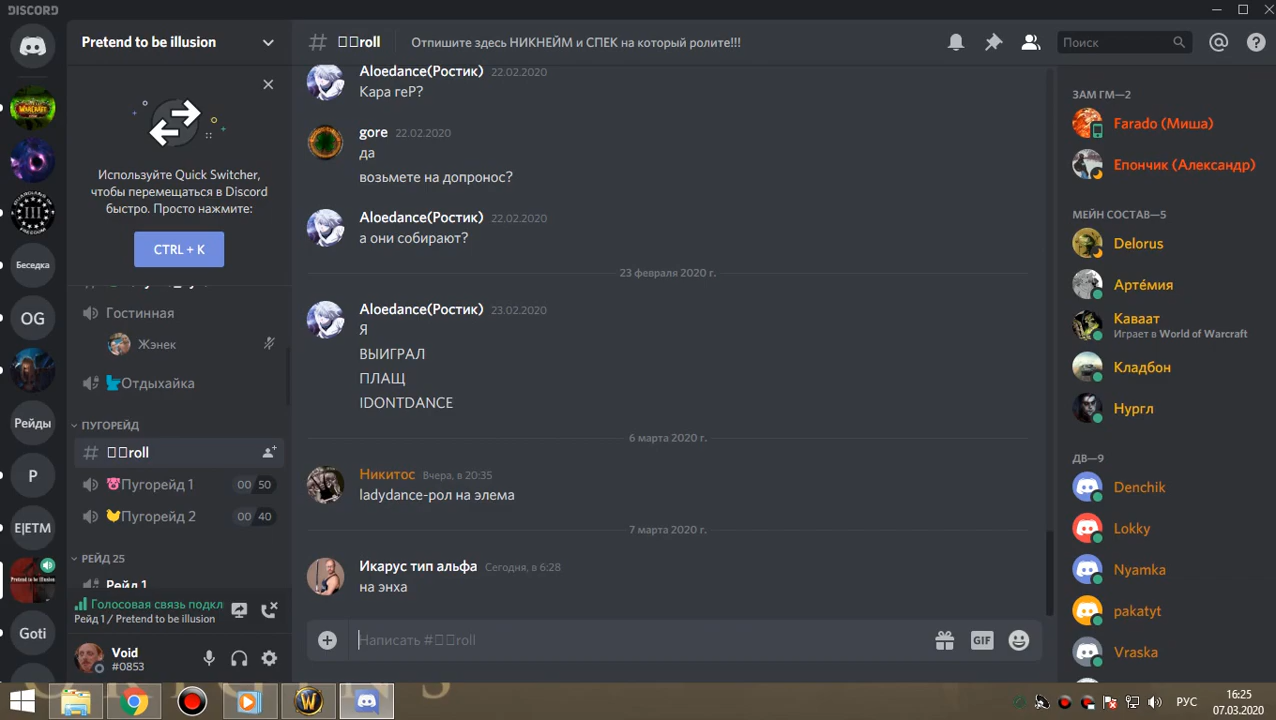 DISCORD
Pretend to be illusion
Используйте Quick Switcher,
чтобы перемещаться в Discord
быстро. Просто нажмите:
CTRL + K
Гостинная
Жэнек
Отдыхайка
ПУГОРЕЙД
roll
Пугорейд 1
00 50
Пугорейд 2
00 40
РЕЙД 25
Рейд 1
Голосовая связь подкл
Рейд 1 / Pretend to be illusion
Void
#0853
Беседка
OG
Рейды
P
E|ETM
Pretend to be illusion
Goti
# roll
Отпишите здесь НИКНЕЙМ и СПЕК на который ролите!!!
Поиск
Aloedance(Ростик) 22.02.2020
Кара геР?
gore 22.02.2020
да
возьмете на допронос?
Aloedance(Ростик) 22.02.2020
а они собирают?
23 февраля 2020 г.
Aloedance(Ростик) 23.02.2020
Я
ВЫИГРАЛ
ПЛАЩ
IDONTDANCE
6 марта 2020 г.
Никитос Вчера, в 20:35
ladydance-рол на элема
7 марта 2020 г.
Икарус тип альфа Сегодня, в 6:28
на энха
Написать # roll
GIF
ЗАМ ГМ—2
Farado (Миша)
Епончик (Александр)
МЕЙН СОСТАВ—5
Delorus
Артéмия
Каваат
Играет в World of Warcraft
Кладбон
Нургл
ДВ—9
Denchik
Lokky
Nyamka
pakatyt
Vraska
РУС
16:25
07.03.2020